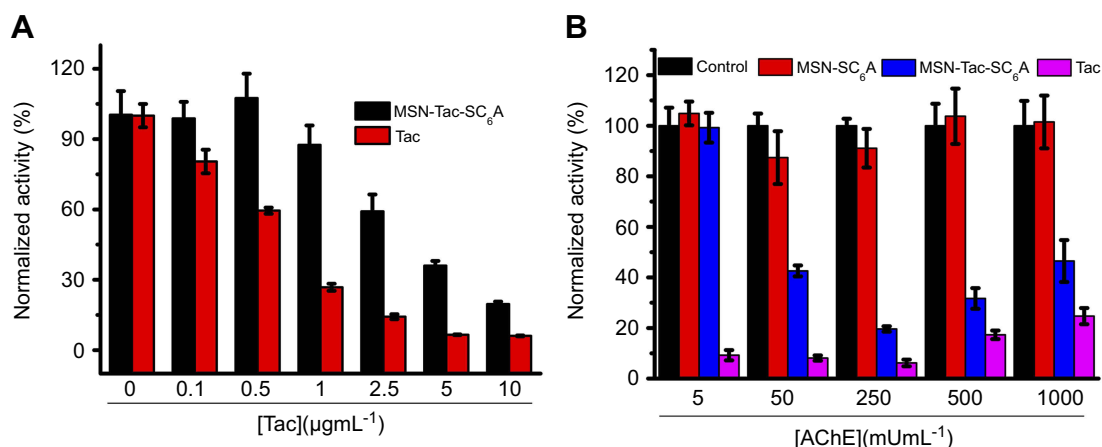 A
Normalized activity (%)
120
90
60
30
0
MSN-Tac-SC₆A
Tac
0 0.1 0.5 1 2.5 5 10
[Tac](µgmL⁻¹)
B
Normalized activity (%)
120
100
80
60
40
20
0
Control MSN-SC₆A MSN-Tac-SC₆A Tac
5 50 250 500 1000
[AChE](mUmL⁻¹)